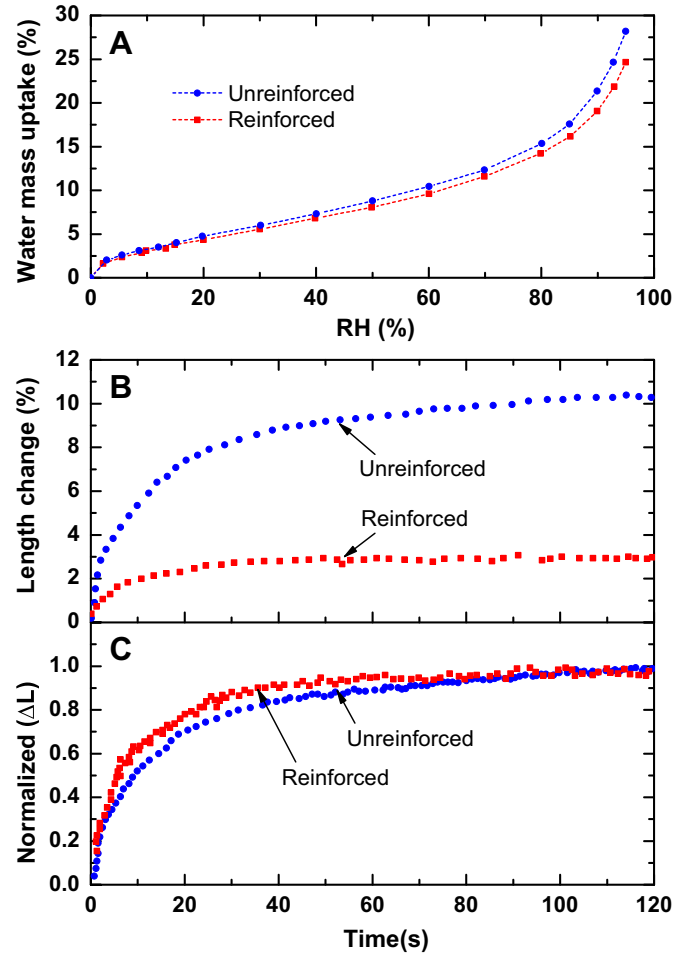 A
Water mass uptake (%)
30
25
20
15
10
5
0
Unreinforced
Reinforced
0 20 40 60 80 100
RH (%)
B
Length change (%)
12
10
8
6
4
2
0
Unreinforced
Reinforced
C
Normalized (ΔL)
1.0
0.8
0.6
0.4
0.2
0.0
Unreinforced
Reinforced
0 20 40 60 80 100 120
Time(s)